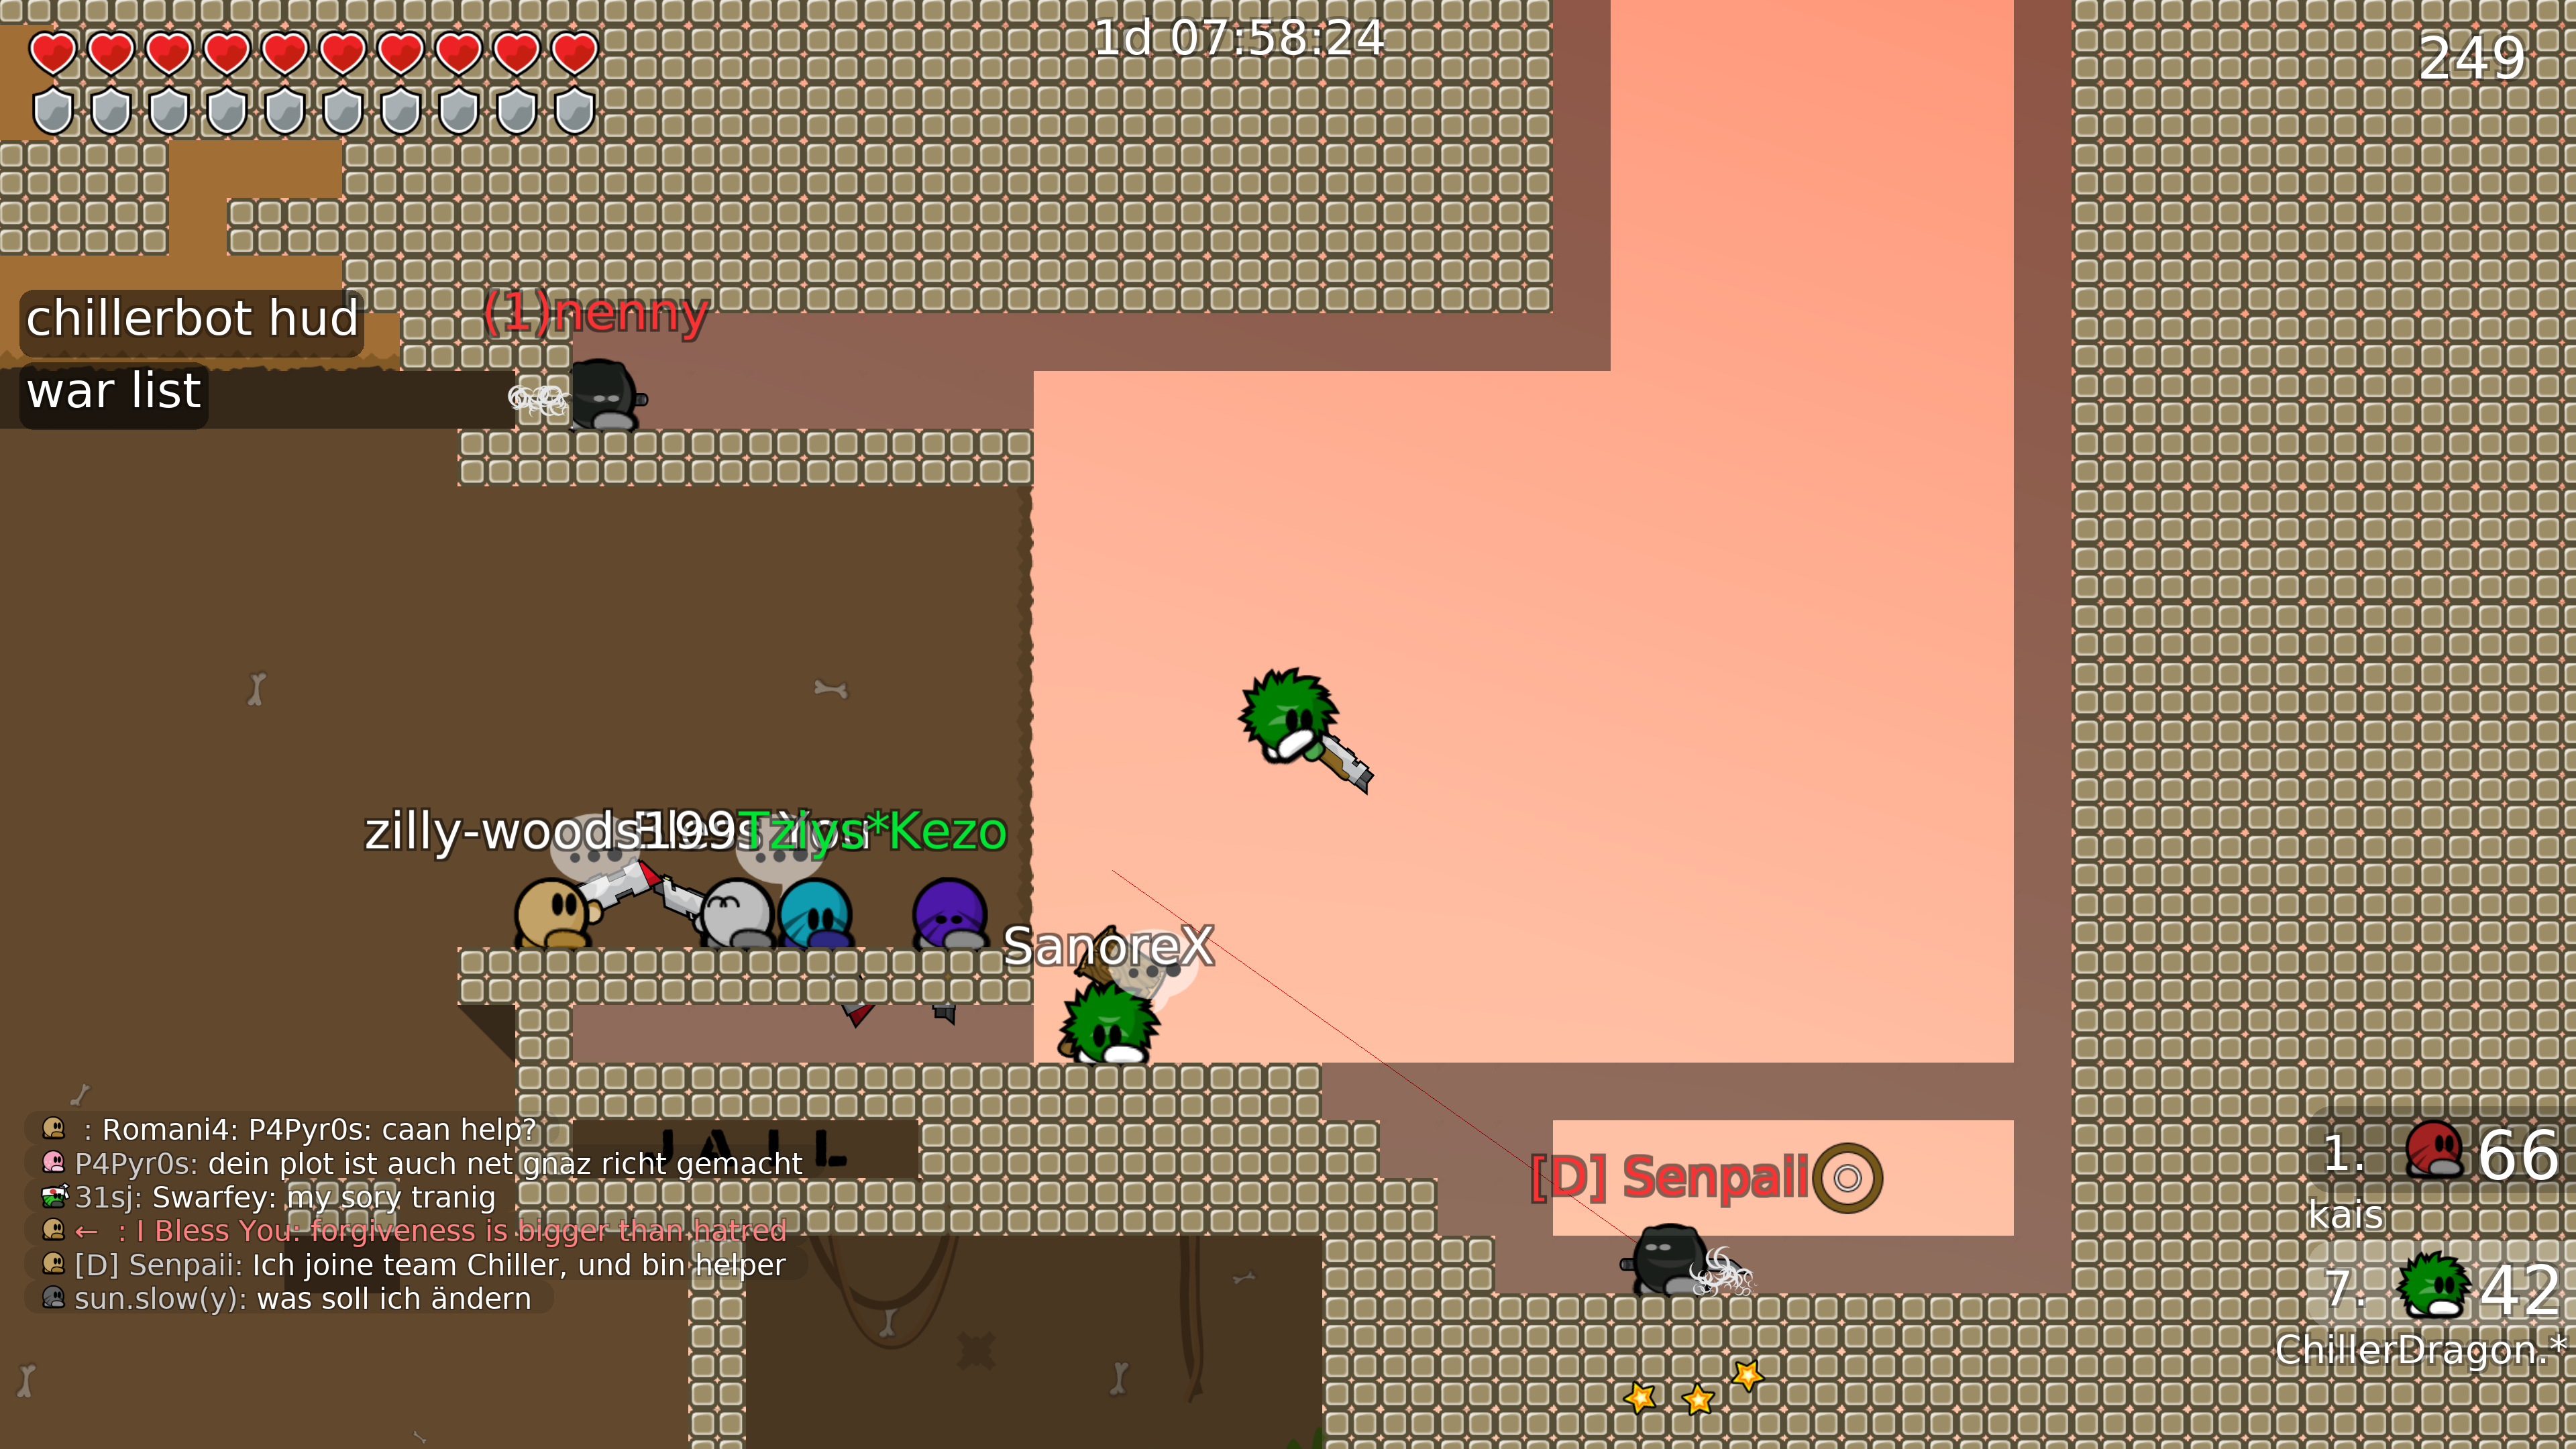 1d 07:58:24
249
chillerbot hud
war list
(1)nenny
zilly-woods
Tziys*Kezo
SanoreX
JAIL
[D] Senpaii
: Romani4: P4Pyr0s: caan help?
P4Pyr0s: dein plot ist auch net gnaz richt gemacht
31sj: Swarfey: my sory tranig
← : I Bless You: forgiveness is bigger than hatred
[D] Senpaii: Ich joine team Chiller, und bin helper
sun.slow(y): was soll ich ändern
1. 66
kais
7. 42
ChillerDragon.*